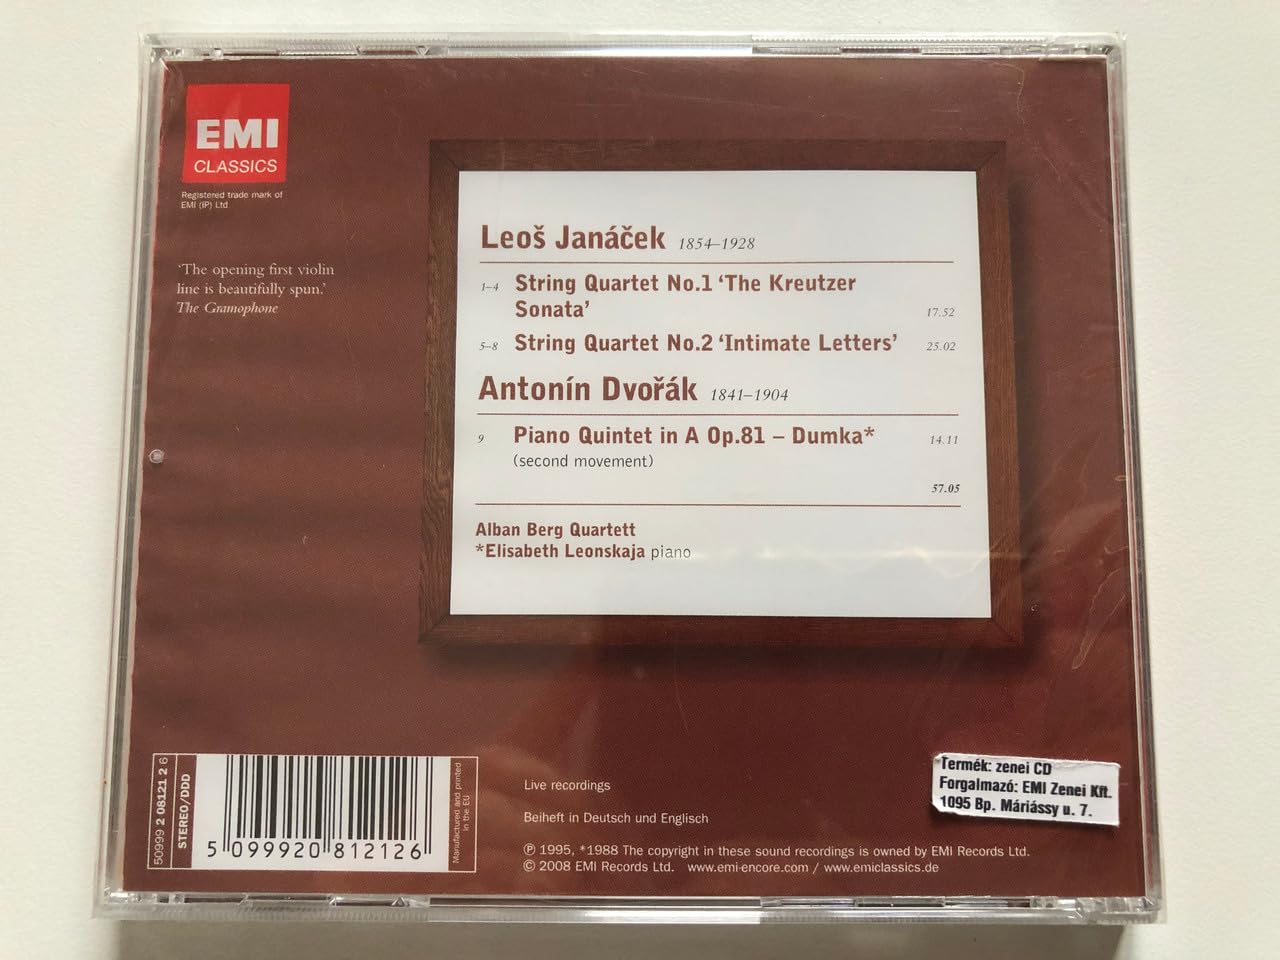 EMI
CLASSICS
Registered trade mark of
EMI (IP) Ltd
‘The opening first violin
line is beautifully spun.’
The Gramophone
Leoš Janáček 1854–1928
1–4 String Quartet No.1 ‘The Kreutzer
Sonata’ 17.52
5–8 String Quartet No.2 ‘Intimate Letters’ 25.02
Antonín Dvořák 1841–1904
9 Piano Quintet in A Op.81 – Dumka* 14.11
(second movement)
57.05
Alban Berg Quartett
*Elisabeth Leonskaja piano
50999 2 08121 2 6
STEREO/DDD
5 099920 812126
Manufactured and printed
in the EU
Live recordings
Beiheft in Deutsch und Englisch
℗ 1995, *1988 The copyright in these sound recordings is owned by EMI Records Ltd.
© 2008 EMI Records Ltd. www.emi-encore.com / www.emiclassics.de
Termék: zenei CD
Forgalmazó: EMI Zenei Kft.
1095 Bp. Máriássy u. 7.